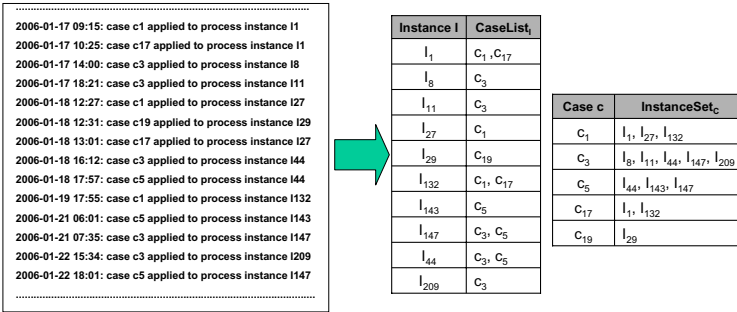 2006-01-17 09:15: case c1 applied to process instance I1
2006-01-17 10:25: case c17 applied to process instance I1
2006-01-17 14:00: case c3 applied to process instance I8
2006-01-17 18:21: case c3 applied to process instance I11
2006-01-18 12:27: case c1 applied to process instance I27
2006-01-18 12:31: case c19 applied to process instance I29
2006-01-18 13:01: case c17 applied to process instance I27
2006-01-18 16:12: case c3 applied to process instance I44
2006-01-18 17:57: case c5 applied to process instance I44
2006-01-19 17:55: case c1 applied to process instance I132
2006-01-21 06:01: case c5 applied to process instance I143
2006-01-21 07:35: case c3 applied to process instance I147
2006-01-22 15:34: case c3 applied to process instance I209
2006-01-22 18:01: case c5 applied to process instance I147
Instance I CaseListI
I1 c1 ,c17
I8 c3
I11 c3
I27 c1
I29 c19
I132 c1, c17
I143 c5
I147 c3, c5
I44 c3, c5
I209 c3
Case c InstanceSetC
c1 I1, I27, I132
c3 I8, I11, I44, I147, I209
c5 I44, I143, I147
c17 I1, I132
c19 I29